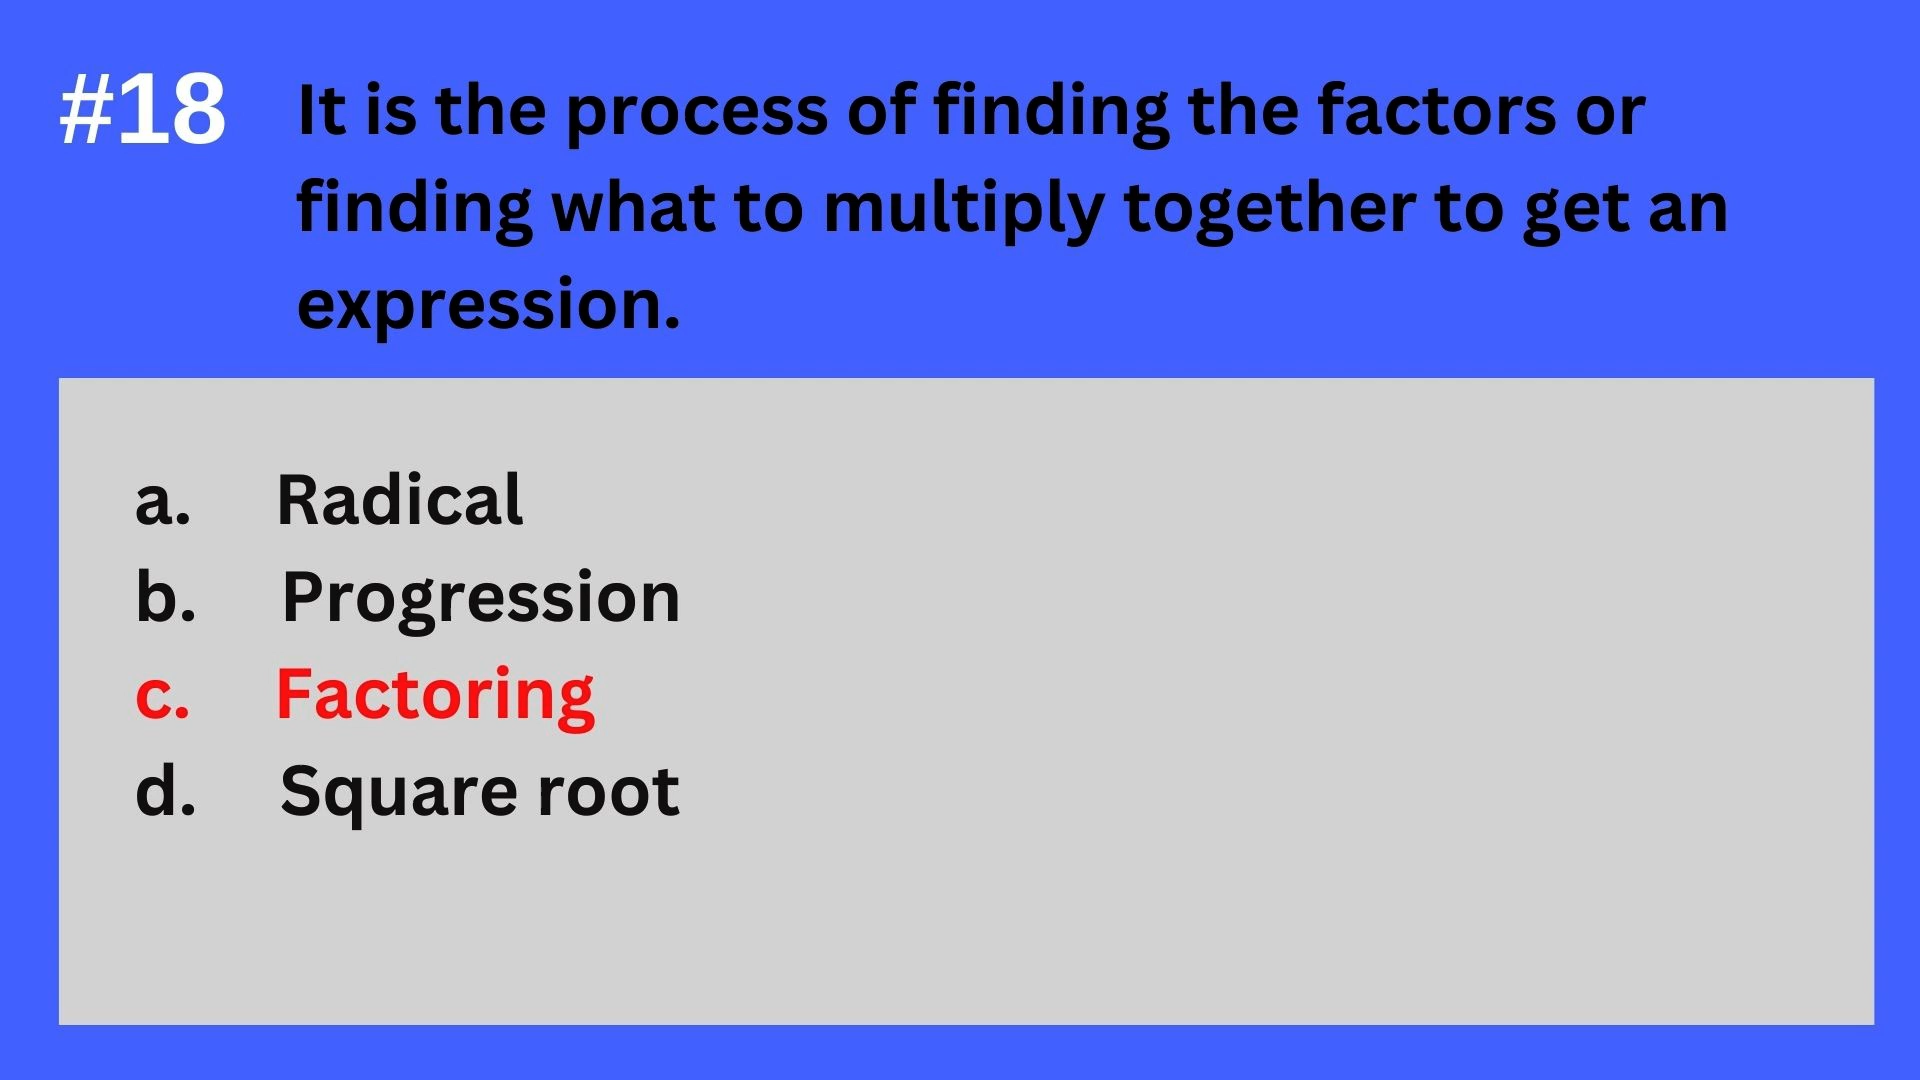 #18 It is the process of finding the factors or
finding what to multiply together to get an
expression.
a. Radical
b. Progression
c. Factoring
d. Square root